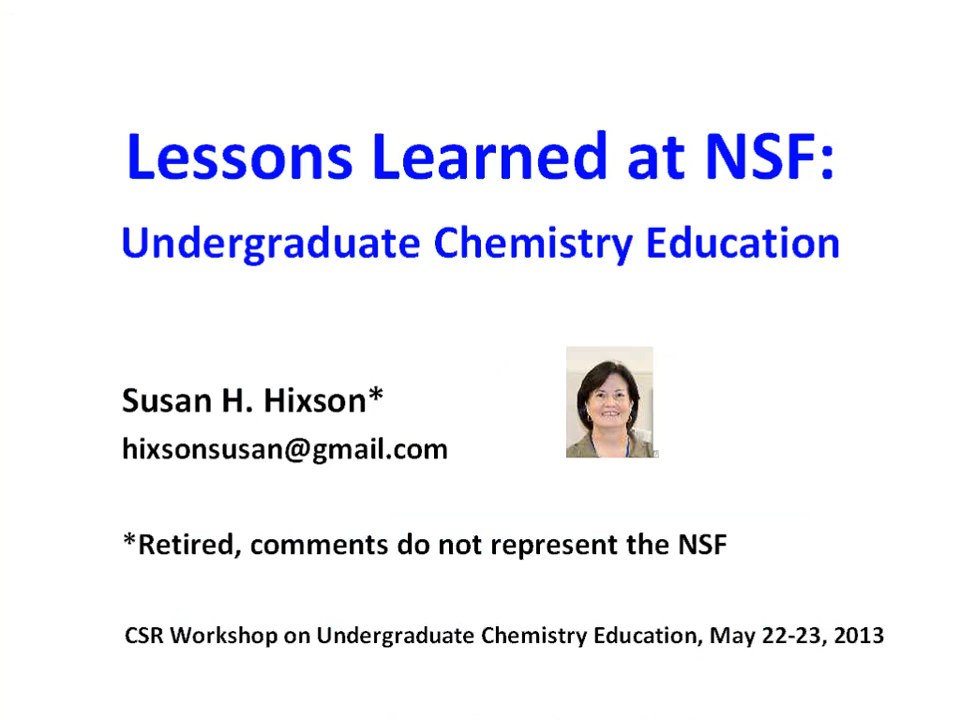 Lessons Learned at NSF:
Undergraduate Chemistry Education
Susan H. Hixson*
hixsonsusan@gmail.com
*Retired, comments do not represent the NSF
CSR Workshop on Undergraduate Chemistry Education, May 22-23, 2013